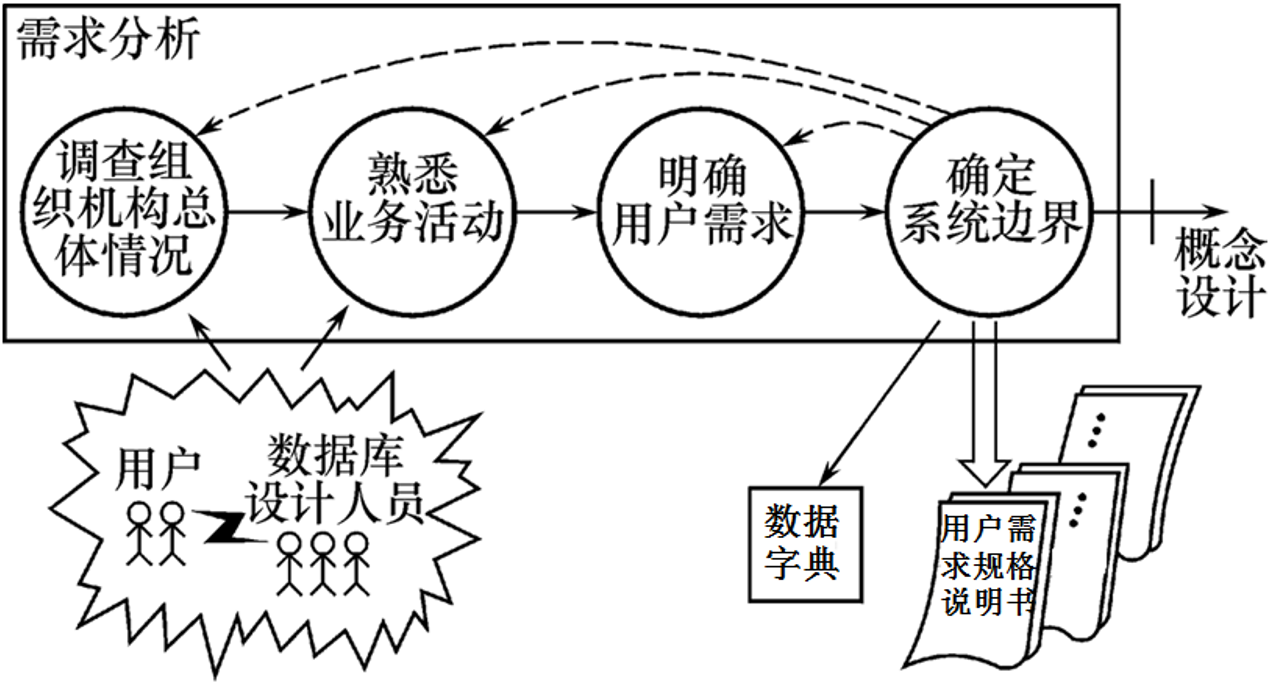 需求分析
调查组
织机构总
体情况
熟悉
业务活动
明确
用户需求
确定
系统边界
概念
设计
用户
数据库
设计人员
数据
字典
用户需
求规格
说明书